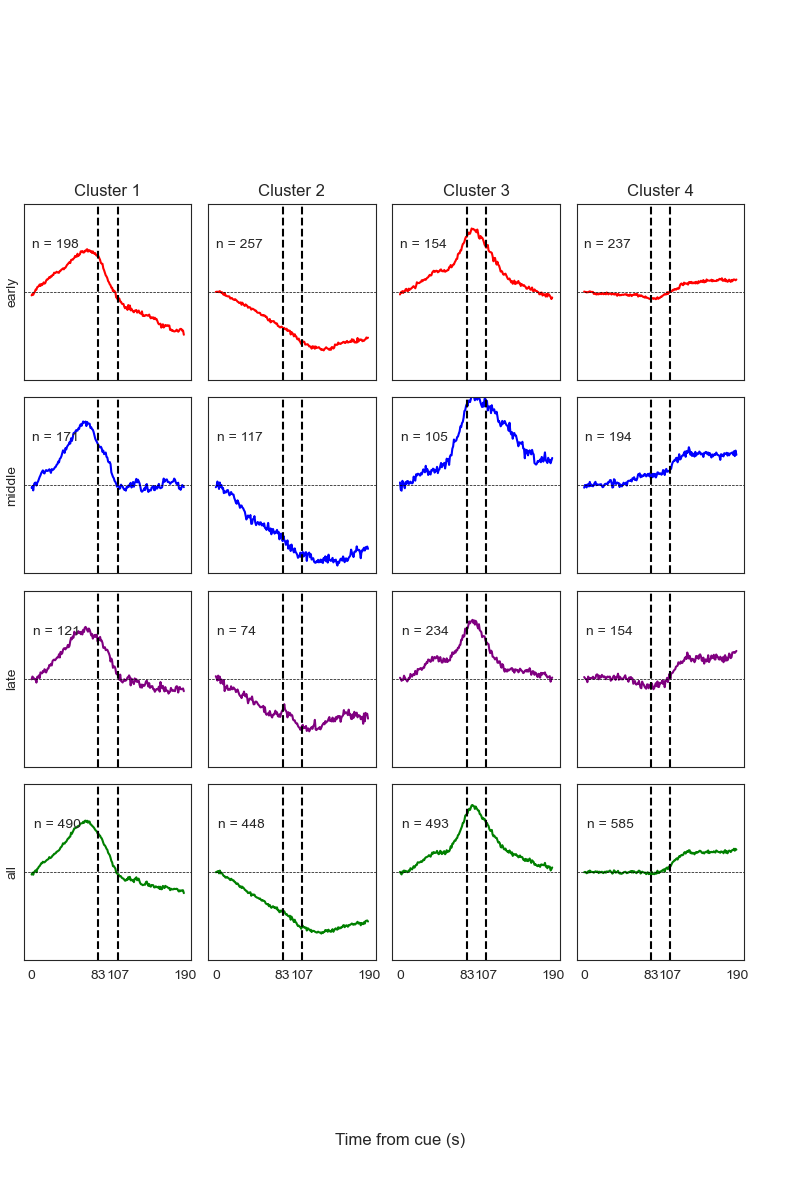 Cluster 1 Cluster 2 Cluster 3 Cluster 4
early n = 198 n = 257 n = 154 n = 237
middle n = 171 n = 117 n = 105 n = 194
late n = 121 n = 74 n = 234 n = 154
all n = 490 n = 448 n = 493 n = 585
0 83 107 190 0 83 107 190 0 83 107 190 0 83 107 190
Time from cue (s)